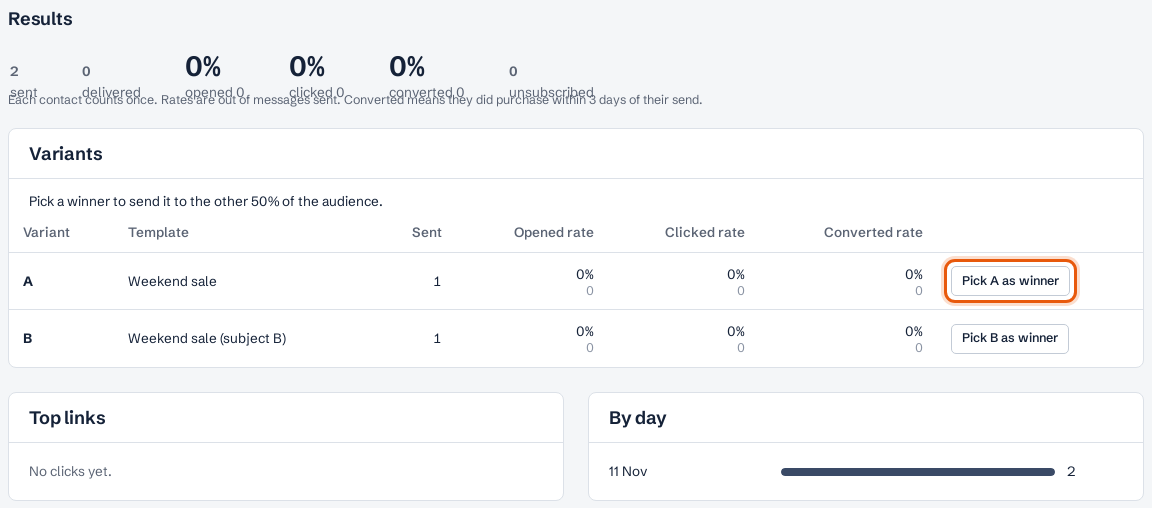 Results
2 0 0% 0% 0% 0
sent delivered opened 0 clicked 0 converted 0 unsubscribed
Each contact counts once. Rates are out of messages sent. Converted means they did purchase within 3 days of their send.
Variants
Pick a winner to send it to the other 50% of the audience.
Variant Template Sent Opened rate Clicked rate Converted rate
A Weekend sale 1 0% 0% 0% Pick A as winner
0 0 0
B Weekend sale (subject B) 1 0% 0% 0% Pick B as winner
0 0 0
Top links
No clicks yet.
By day
11 Nov 2